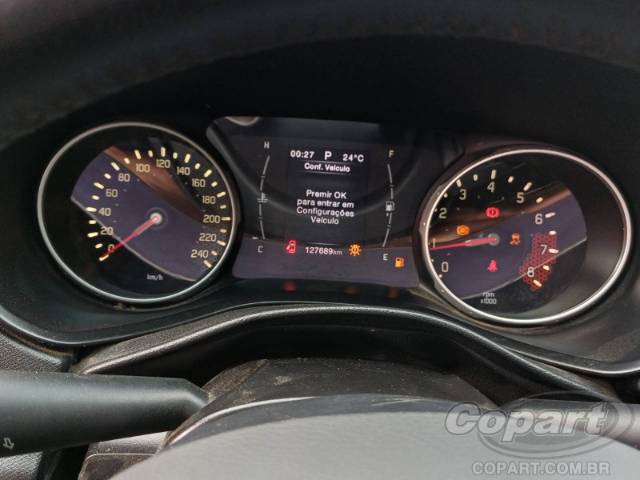 00:27 P 24°C
Conf. Veículo
Premir OK
para entrar em
Configurações
Veículo
H
F
C
E
127689km
0
20
40
60
80
100
120
140
160
180
200
220
240
km/h
0
1
2
3
4
5
6
7
8
rpm
x1000
Copart
COPART.COM.BR